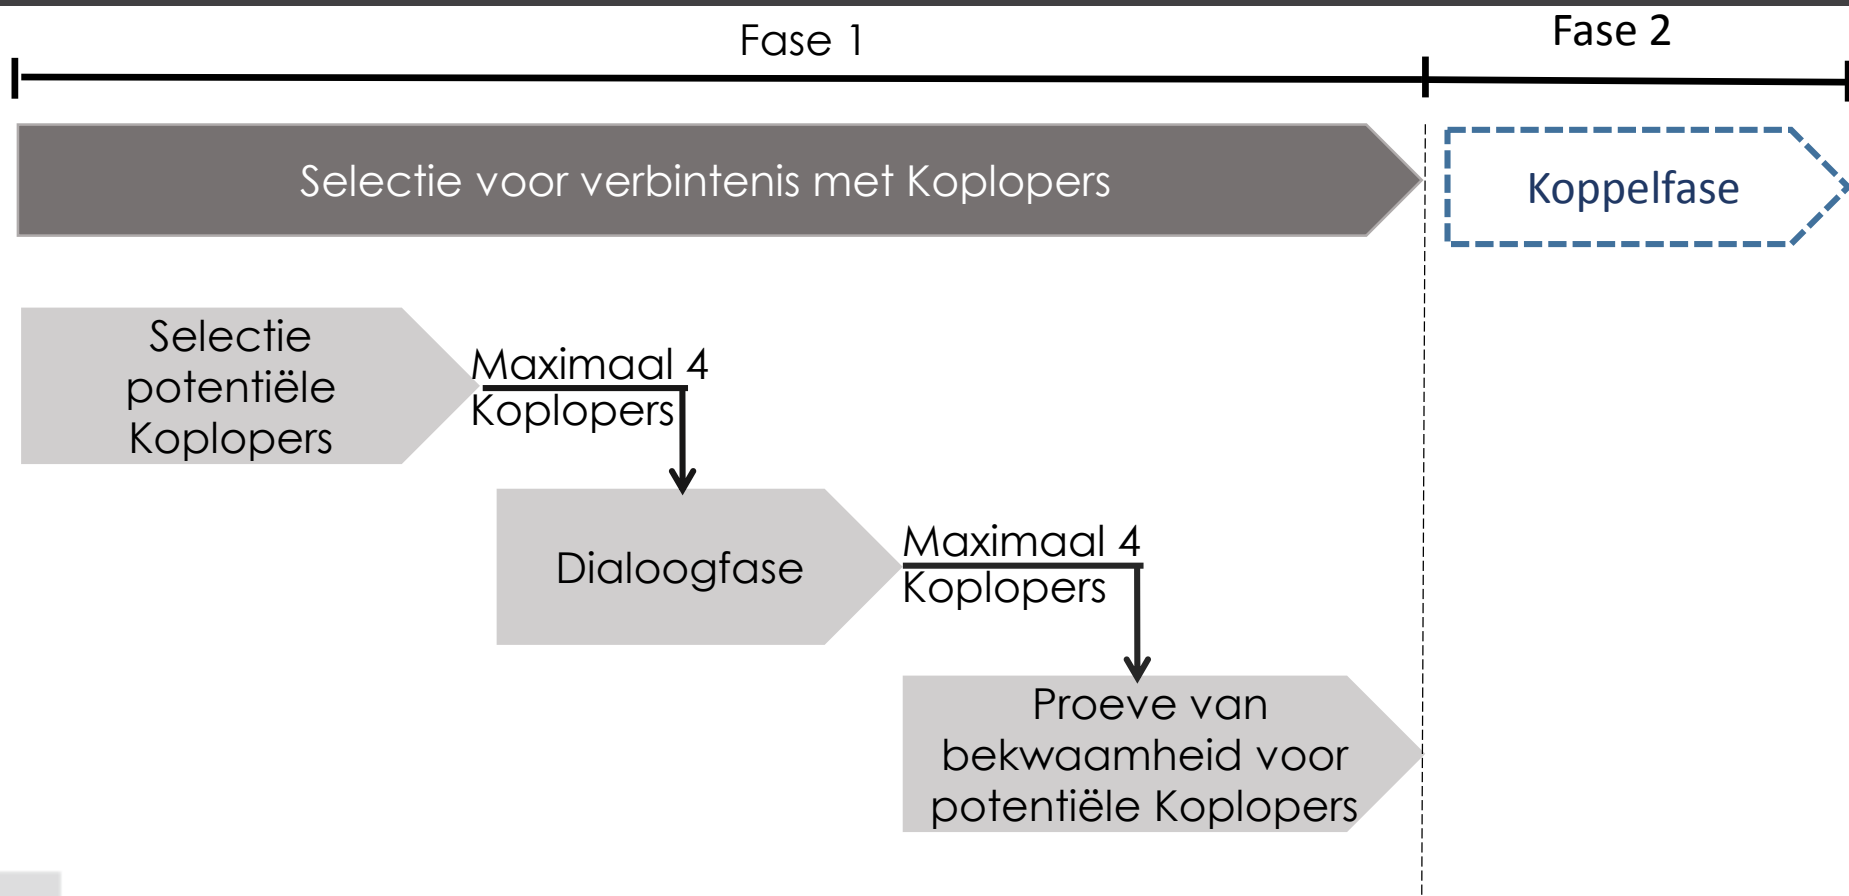 Fase 1
Fase 2
Selectie voor verbintenis met Koplopers
Koppelfase
Selectie
potentiële
Koplopers
Maximaal 4
Koplopers
Dialoogfase
Maximaal 4
Koplopers
Proeve van
bekwaamheid voor
potentiële Koplopers